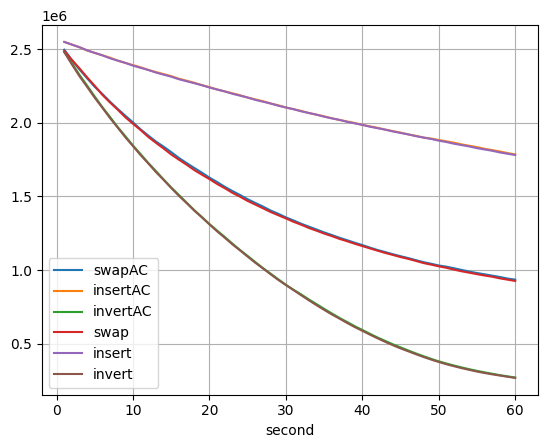 1e6
2.5
2.0
1.5
1.0
0.5
swapAC
insertAC
invertAC
swap
insert
invert
0 10 20 30 40 50 60
second